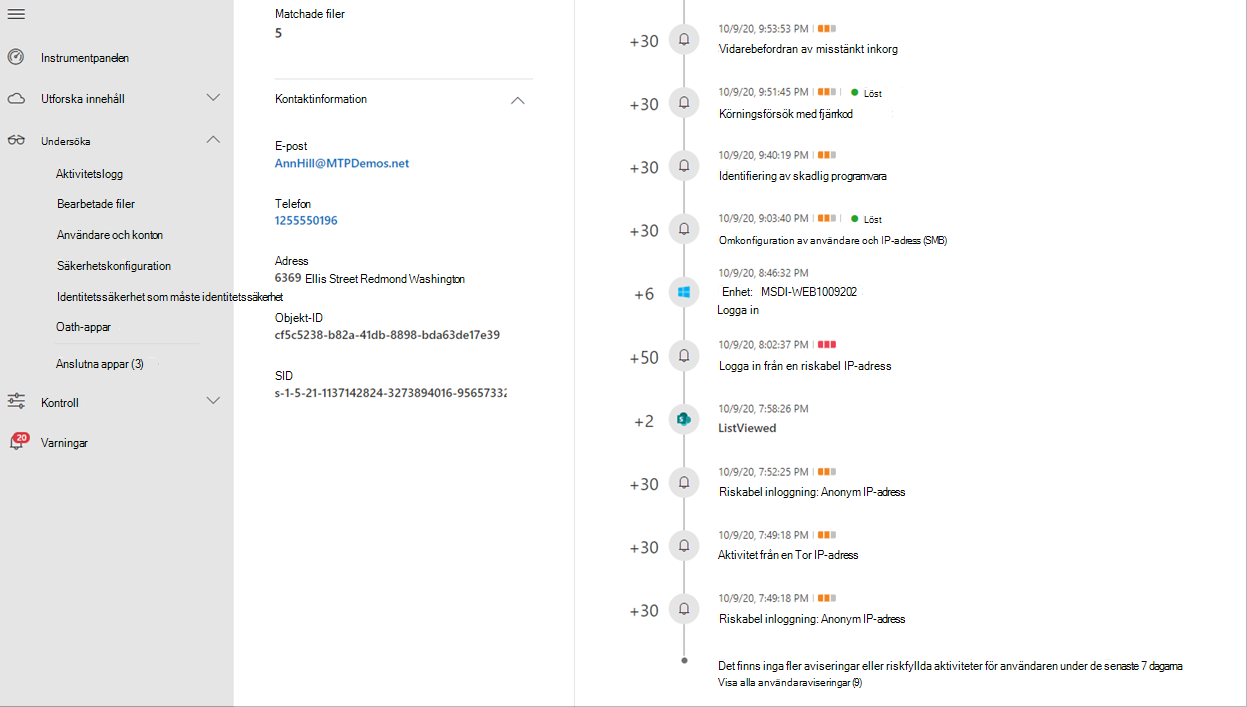 Instrumentpanelen
Utforska innehåll
Undersöka
Aktivitetslogg
Bearbetade filer
Användare och konton
Säkerhetskonfiguration
Identitetssäkerhet som måste identitetssäkerhet
Oath-appar
Anslutna appar (3)
Kontroll
20
Varningar
Matchade filer
5
Kontaktinformation
E-post
AnnHill@MTPDemos.net
Telefon
1255550196
Adress
6369 Ellis Street Redmond Washington
Objekt-ID
cf5c5238-b82a-41db-8898-bda63de17e39
SID
s-1-5-21-1137142824-3273894016-95657332
+30
10/9/20, 9:53:53 PM
Vidarebefordran av misstänkt inkorg
+30
10/9/20, 9:51:45 PM Löst
Körningsförsök med fjärrkod
+30
10/9/20, 9:40:19 PM
Identifiering av skadlig programvara
+30
10/9/20, 9:03:40 PM Löst
Omkonfiguration av användare och IP-adress (SMB)
+6
10/9/20, 8:46:32 PM
Enhet: MSDI-WEB1009202
Logga in
+50
10/9/20, 8:02:37 PM
Logga in från en riskabel IP-adress
+2
10/9/20, 7:58:26 PM
ListViewed
+30
10/9/20, 7:52:25 PM
Riskabel inloggning: Anonym IP-adress
+30
10/9/20, 7:49:18 PM
Aktivitet från en Tor IP-adress
+30
10/9/20, 7:49:18 PM
Riskabel inloggning: Anonym IP-adress
Det finns inga fler aviseringar eller riskfyllda aktiviteter för användaren under de senaste 7 dagarna
Visa alla användaraviseringar (9)